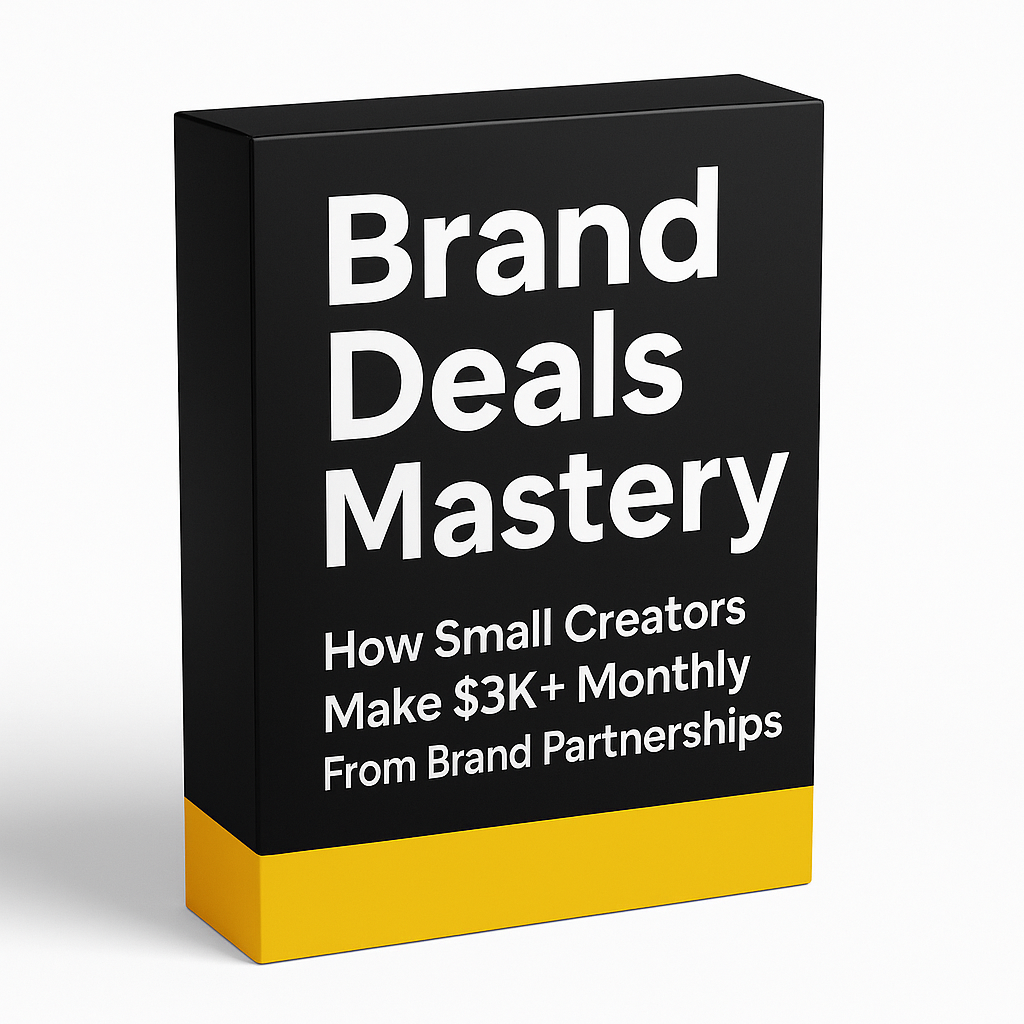 Brand
Deals
Mastery
How Small Creators
Make $3K+ Monthly
From Brand Partnerships